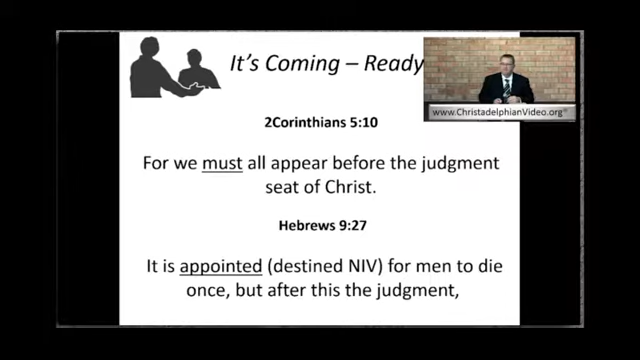 It's Coming – Ready
www.ChristadelphianVideo.org
2Corinthians 5:10
For we must all appear before the judgment
seat of Christ.
Hebrews 9:27
It is appointed (destined NIV) for men to die
once, but after this the judgment,